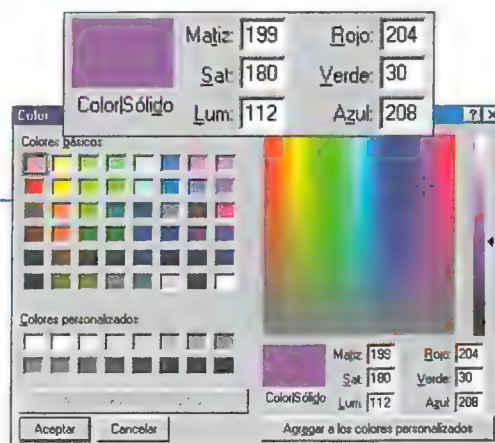 Matiz: 199 Rojo: 204
Sat: 180 Verde: 30
Color|Sólido Lum: 112 Azul: 208
Color
Colores básicos
Colores personalizados
Matiz: 199 Rojo: 204
Sat: 180 Verde: 30
Color|Sólido Lum: 112 Azul: 208
Aceptar Cancelar Agregar a los colores personalizados